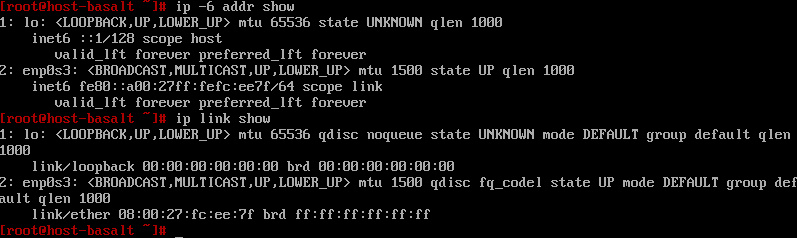 [root@host-basalt ~]# ip -6 addr show
1: lo: <LOOPBACK,UP,LOWER_UP> mtu 65536 state UNKNOWN qlen 1000
    inet6 ::1/128 scope host
       valid_lft forever preferred_lft forever
2: enp0s3: <BROADCAST,MULTICAST,UP,LOWER_UP> mtu 1500 state UP qlen 1000
    inet6 fe80::a00:27ff:fefc:ee7f/64 scope link
       valid_lft forever preferred_lft forever
[root@host-basalt ~]# ip link show
1: lo: <LOOPBACK,UP,LOWER_UP> mtu 65536 qdisc noqueue state UNKNOWN mode DEFAULT group default qlen
1000
    link/loopback 00:00:00:00:00:00 brd 00:00:00:00:00:00
2: enp0s3: <BROADCAST,MULTICAST,UP,LOWER_UP> mtu 1500 qdisc fq_codel state UP mode DEFAULT group def
ault qlen 1000
    link/ether 08:00:27:fc:ee:7f brd ff:ff:ff:ff:ff:ff
[root@host-basalt ~]# _